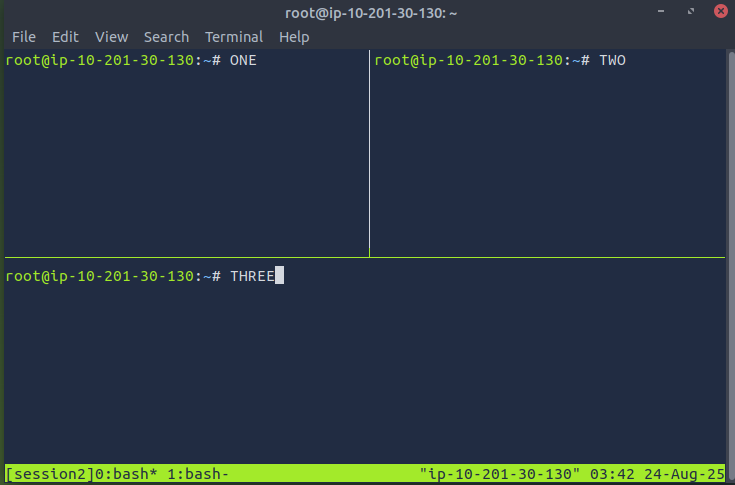 root@ip-10-201-30-130: ~
File Edit View Search Terminal Help
root@ip-10-201-30-130:~# ONE
root@ip-10-201-30-130:~# TWO
root@ip-10-201-30-130:~# THREE
[session2]0:bash* 1:bash- "ip-10-201-30-130" 03:42 24-Aug-25